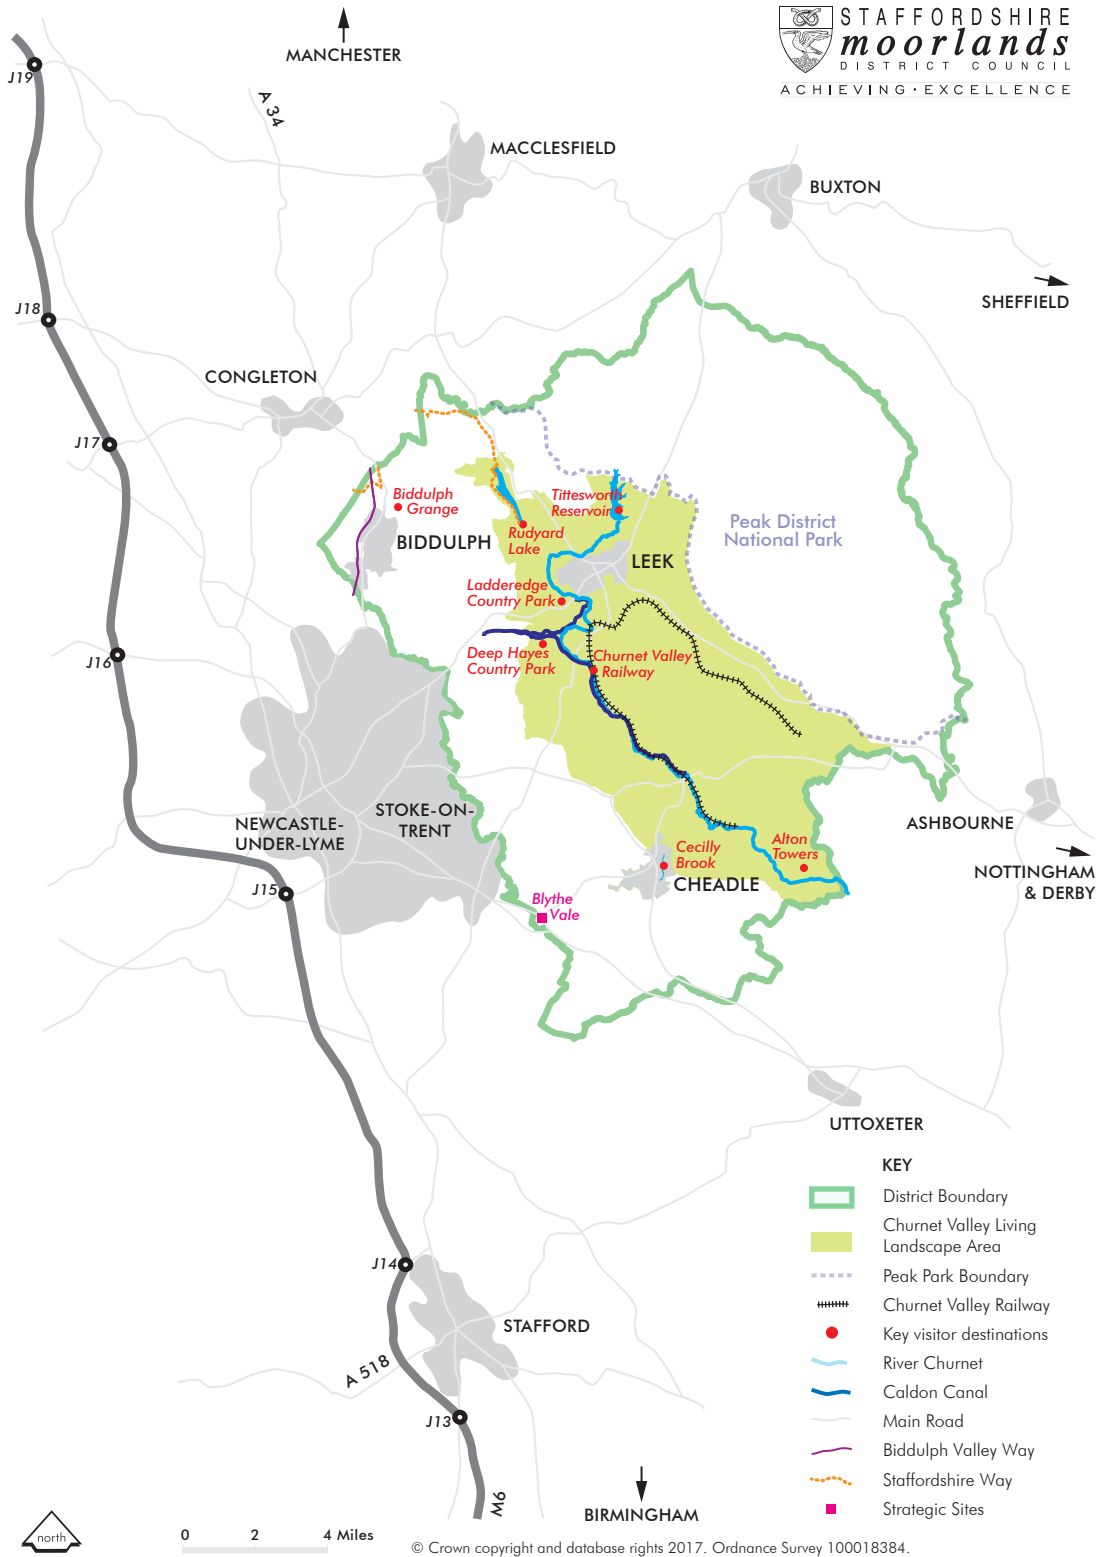 STAFFORDSHIRE
moorlands
DISTRICT COUNCIL
ACHIEVING · EXCELLENCE
MANCHESTER
J19
A 34
MACCLESFIELD
BUXTON
SHEFFIELD
J18
CONGLETON
J17
Biddulph
Grange
BIDDULPH
Tittesworth
Reservoir
Rudyard
Lake
Peak District
National Park
LEEK
Ladderedge
Country Park
Deep Hayes
Country Park
Churnet Valley
Railway
J16
STOKE-ON-
TRENT
NEWCASTLE-
UNDER-LYME
ASHBOURNE
NOTTINGHAM
& DERBY
Cecilly
Brook
Alton
Towers
CHEADLE
J15
Blythe
Vale
UTTOXETER
J14
STAFFORD
A 518
J13
M6
BIRMINGHAM
KEY
District Boundary
Churnet Valley Living
Landscape Area
Peak Park Boundary
Churnet Valley Railway
Key visitor destinations
River Churnet
Caldon Canal
Main Road
Biddulph Valley Way
Staffordshire Way
Strategic Sites
north
0 2 4 Miles
© Crown copyright and database rights 2017. Ordnance Survey 100018384.